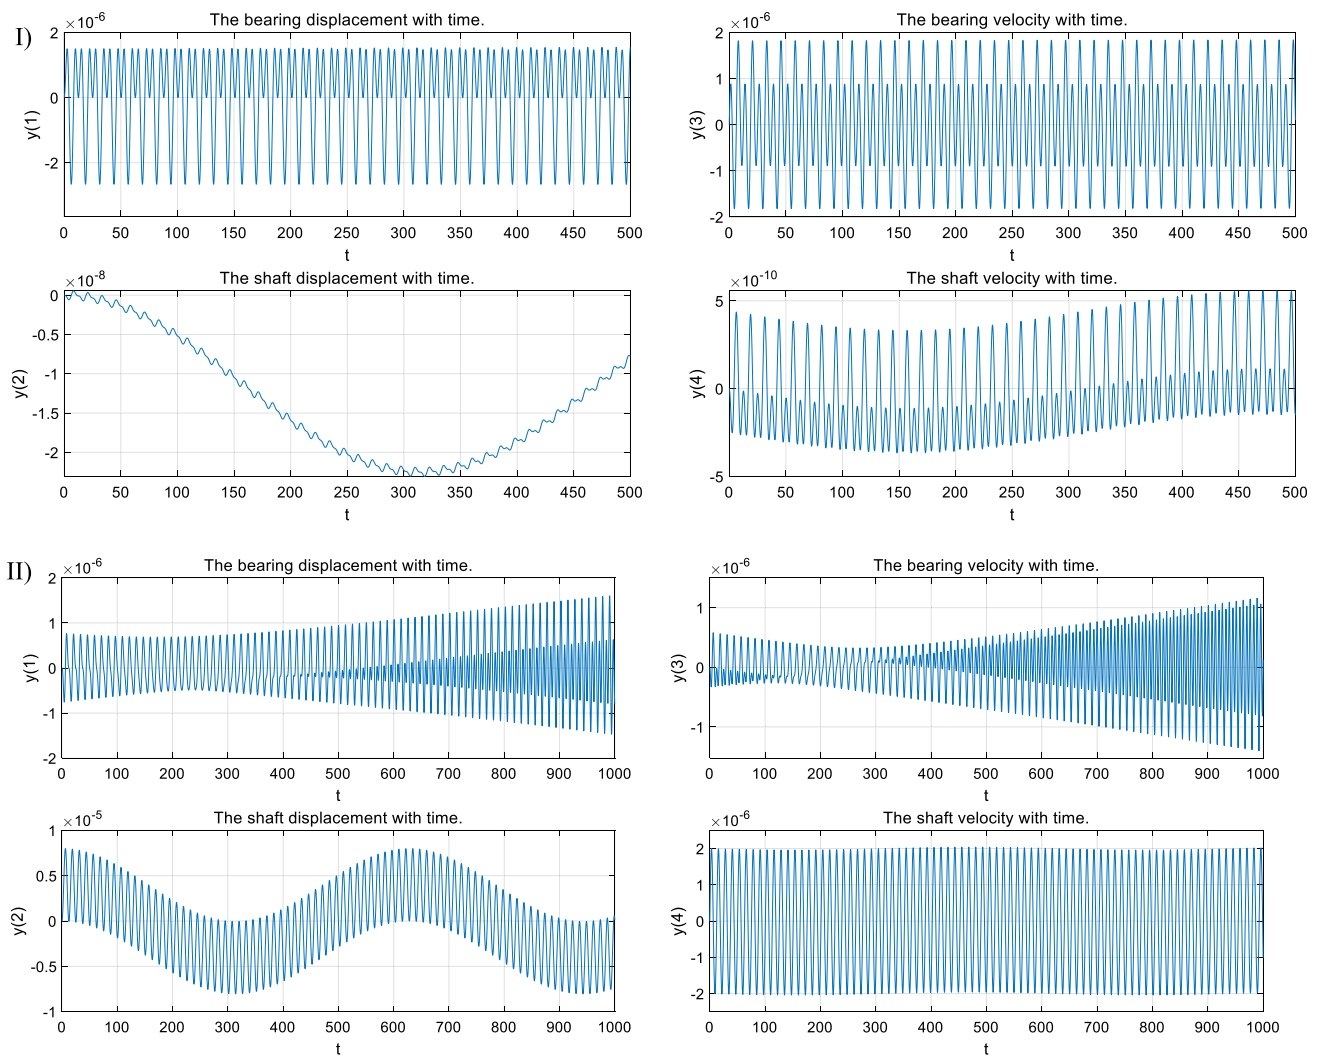 I)
×10-6
The bearing displacement with time.
2
0
-2
y(1)
0 50 100 150 200 250 300 350 400 450 500
t
×10-6
The bearing velocity with time.
2
1
0
-1
-2
y(3)
0 50 100 150 200 250 300 350 400 450 500
t
×10-8
The shaft displacement with time.
0
-0.5
-1
-1.5
-2
y(2)
0 50 100 150 200 250 300 350 400 450 500
t
×10-10
The shaft velocity with time.
5
0
-5
y(4)
0 50 100 150 200 250 300 350 400 450 500
t
II)
×10-6
The bearing displacement with time.
2
1
0
-1
-2
y(1)
0 100 200 300 400 500 600 700 800 900 1000
t
×10-6
The bearing velocity with time.
1
0
-1
y(3)
0 100 200 300 400 500 600 700 800 900 1000
t
×10-5
The shaft displacement with time.
1
0.5
0
-0.5
-1
y(2)
0 100 200 300 400 500 600 700 800 900 1000
t
×10-6
The shaft velocity with time.
2
1
0
-1
-2
y(4)
0 100 200 300 400 500 600 700 800 900 1000
t